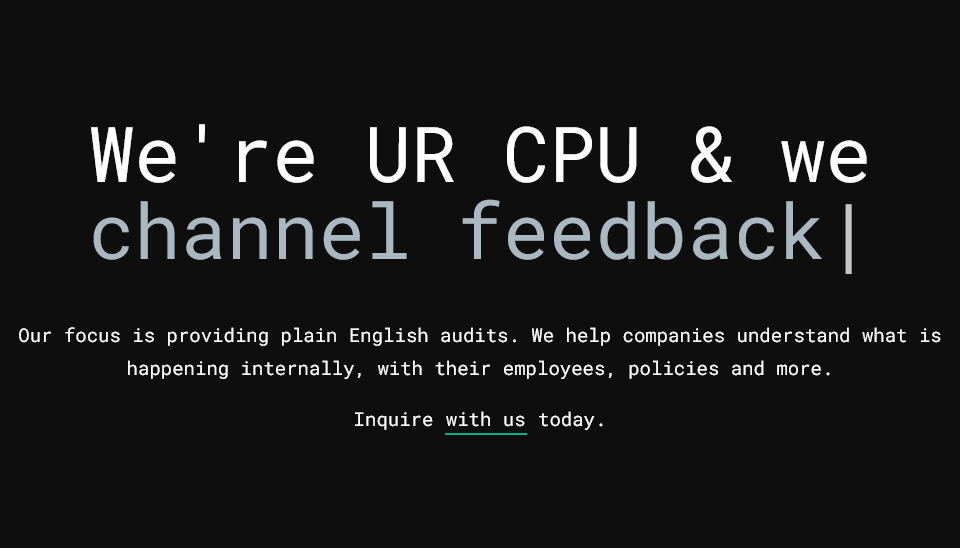 We're UR CPU & we
channel feedback|
Our focus is providing plain English audits. We help companies understand what is
happening internally, with their employees, policies and more.
Inquire with us today.